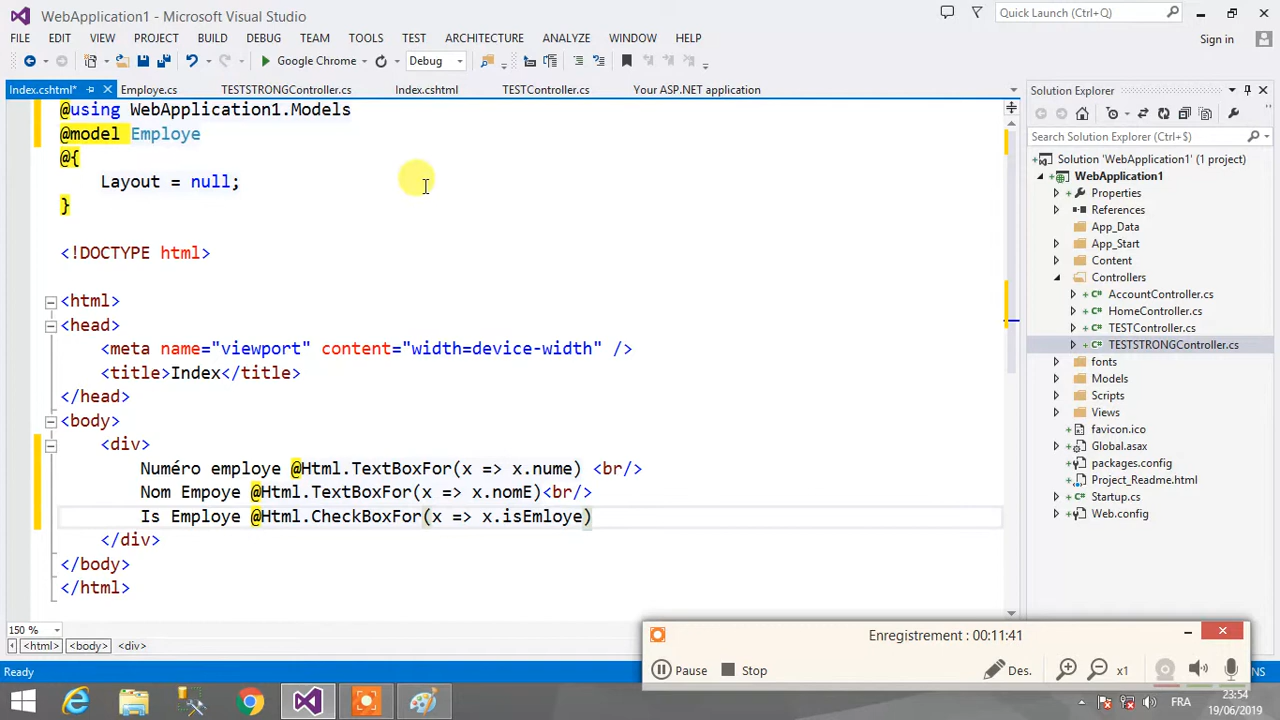 WebApplication1 - Microsoft Visual Studio
Quick Launch (Ctrl+Q)
FILE EDIT VIEW PROJECT BUILD DEBUG TEAM TOOLS TEST ARCHITECTURE ANALYZE WINDOW HELP
Sign in
Google Chrome Debug
Index.cshtml* Employe.cs TESTSTRONGController.cs Index.cshtml TESTController.cs Your ASP.NET application
@using WebApplication1.Models
@model Employe
@{
Layout = null;
}
<!DOCTYPE html>
<html>
<head>
<meta name="viewport" content="width=device-width" />
<title>Index</title>
</head>
<body>
<div>
Numéro employe @Html.TextBoxFor(x => x.nume) <br/>
Nom Empoye @Html.TextBoxFor(x => x.nomE)<br/>
Is Employe @Html.CheckBoxFor(x => x.isEmloye)
</div>
</body>
</html>
150 %
<html> <body> <div>
Ready
Solution Explorer
Search Solution Explorer (Ctrl+$)
Solution 'WebApplication1' (1 project)
WebApplication1
Properties
References
App_Data
App_Start
Content
Controllers
AccountController.cs
HomeController.cs
TESTController.cs
TESTSTRONGController.cs
fonts
Models
Scripts
Views
favicon.ico
Global.asax
packages.config
Project_Readme.html
Startup.cs
Web.config
Enregistrement : 00:11:41
Pause Stop Des. x1
NS
FRA
23:54
19/06/2019